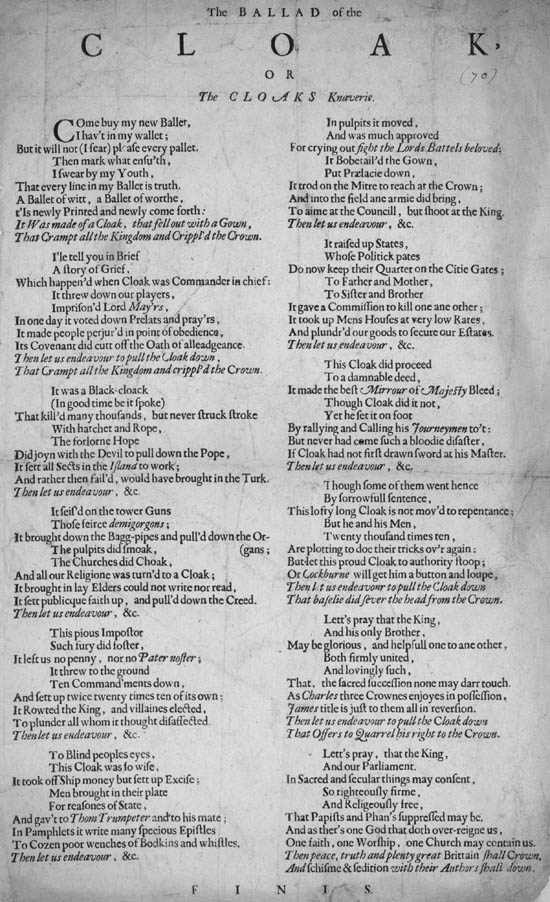 The BALLAD of the
CLOAK,
OR
(70)
The CLOAKS Knaverie.
COme buy my new Baller,
I hav't in my wallet;
But it will not (I fear) please every pallet.
Then mark what ensu'th,
I swear by my Youth,
That every line in my Ballet is truth.
A Ballet of witt, a Ballet of worthe,
t'Is newly Printed and newly come forth:
It Was made of a Cloak, that fell out with a Gown,
That Crampt all the Kingdom and Crippl'd the Crown.
I'le tell you in Brief
A story of Grief,
Which happen'd when Cloak was Commander in chief:
It threw down our players,
Imprison'd Lord May'rs,
In one day it voted down Prelats and pray'rs,
It made people perjur'd in point of obedience,
Its Covenant did cutt off the Oath of alleadgeance.
Then let us endeavour to pull the Cloak down,
That Crampt all the Kingdom and crippl'd the Crown.
It was a Black-cloack
(In good time be it spoke)
That kill'd many thousands, but never struck stroke
With hatchet and Rope,
The forlorne Hope
Did joyn with the Devil to pull down the Pope,
It sett all Sects in the Island to work;
And rather then fail'd, would have brought in the Turk.
Then let us endeavour, &c.
It seis'd on the tower Guns
Those feirce demigorgons;
It brought down the Bagg-pipes and pull'd down the Or-
The pulpits did smoak, (gans;
The Churches did Choak,
And all our Religione was turn'd to a Cloak;
It brought in lay Elders could not write nor read,
It sett publicque faith up, and pull'd down the Creed.
Then let us endeavour, &c.
This pious Impostor
Such fury did foster,
It left us no penny, nor no Pater noster;
It threw to the ground
Ten Command'ments down,
And sett up twice twenty times ten of its own;
It Rowted the King, and villaines elected,
To plunder all whom it thought disaffected.
Then let us endeavour, &c.
To Blind peoples eyes,
This Cloak was so wise,
It took off Ship money but sett up Excise;
Men brought in their plate
For reasones of State,
And gav't to Thom Trumpeter and to his mate;
In Pamphlets it write many specious Epistles
To Cozen poor wenches of Bodkins and whistles.
Then let us endeavour, &c.
In pulpits it moved,
And was much approved
For crying out fight the Lords Battels beloved;
It Bobetail'd the Gown,
Put Prælacie down,
It trod on the Mitre to reach at the Crown;
And into the field ane armie did bring,
To aime at the Councill, but shoot at the King.
Then let us endeavour, &c.
It raised up States,
Whose Politick pates
Do now keep their Quarter on the Citie Gates;
To Father and Mother,
To Sister and Brother
It gave a Commission to kill one ane other;
It took up Mens Houses at very low Rates,
And plundr'd our goods to secure our Estates.
Then let us endeavour, &c.
This Cloak did proceed
To a damnable deed,
It made the best Mirrour of Majesty Bleed;
Though Cloak did it not,
Yet he set it on foot
By rallying and Calling his Journeymen to't:
But never had come such a bloodie disaster,
If Cloak had not first drawn sword at his Master.
Then let us endeavour, &c.
Though some of them went hence
By sorrowfull sentence,
This lofty long Cloak is not mov'd to repentance;
But he and his Men,
Twenty thousand times ten,
Are plotting to doe their tricks ov'r again:
But let this proud Cloak to authority stoop;
Or Cockburne will get him a button and loupe,
Then let us endeavour to pull the Cloak down
That baselie did sever the head from the Crown.
Lett's pray that the King,
And his only Brother,
May be glorious, and helpfull one to ane other,
Both firmly united,
And lovingly such,
That, the sacred succession none may darr touch.
As Charles three Crownes enjoyes in possession,
James title is just to them all in reversion.
Then let us endeavour to pull the Cloak down
That Offers to Quarrel his right to the Crown.
Lett's pray, that the King,
And our Parliament.
In Sacred and secular things may consent,
So righteously firme,
And Religeously free,
That Papists and Phan's suppressed may be.
And as ther's one God that doth over-reigne us,
One faith, one Worship, one Church may contain us.
Then peace, truth and plenty great Brittain shall Crown,
And schisme & sedition with their Authors shall down.
FINIS.